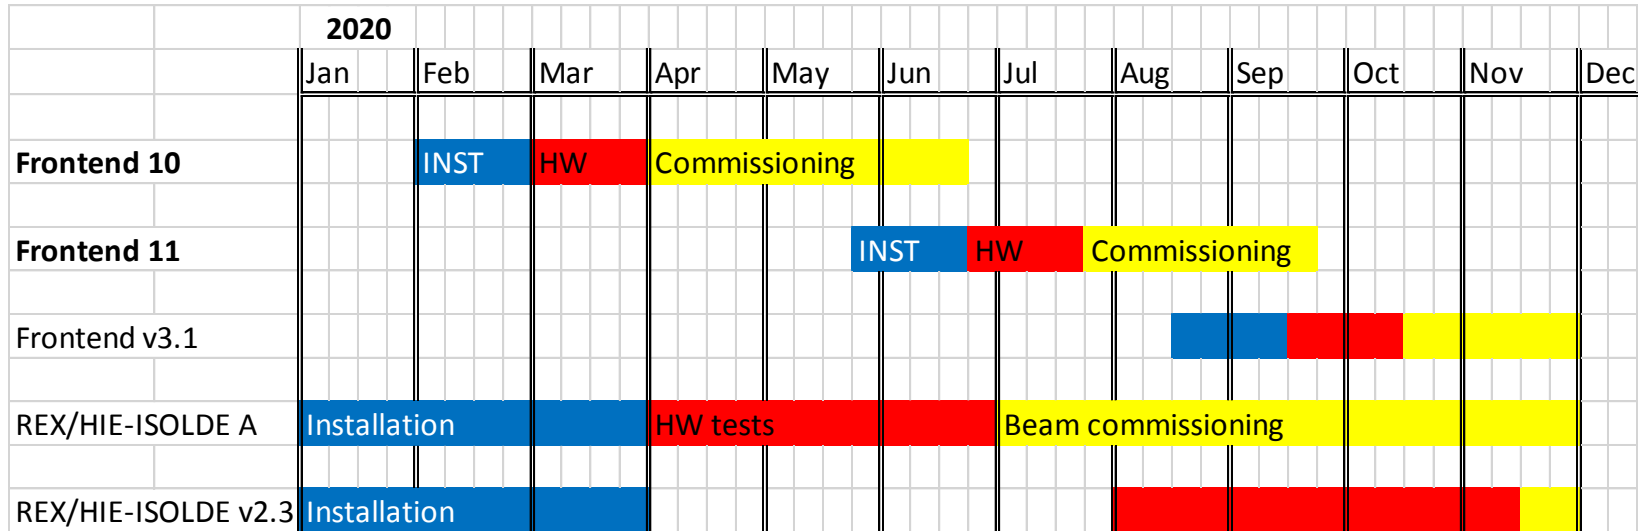 2020
Jan Feb Mar Apr May Jun Jul Aug Sep Oct Nov Dec
Frontend 10 INST HW Commissioning
Frontend 11 INST HW Commissioning
Frontend v3.1
REX/HIE-ISOLDE A Installation HW tests Beam commissioning
REX/HIE-ISOLDE v2.3 Installation